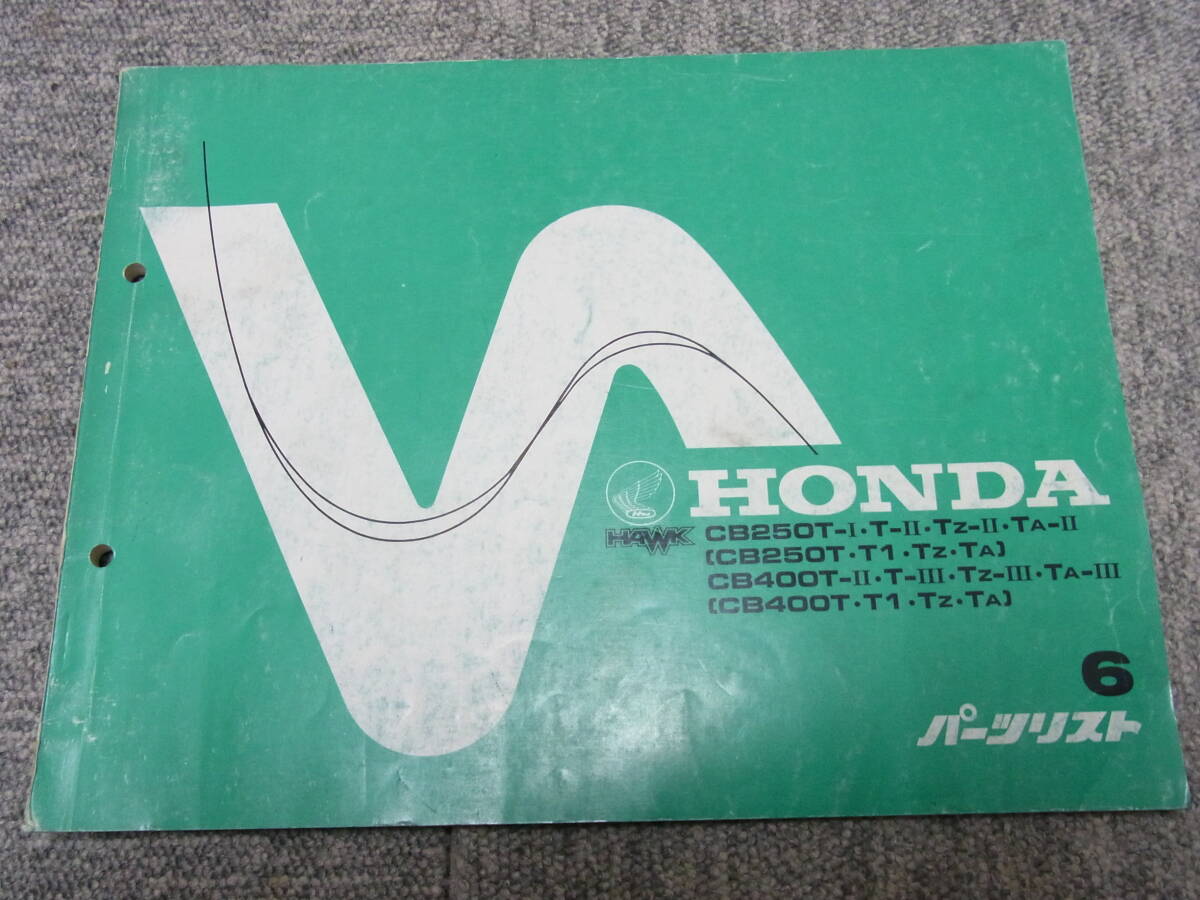 HONDA
HM
HAWK CB250T-I・T-II・Tz-II・TA-II
(CB250T・T1・Tz・TA)
CB400T-II・T-III・Tz-III・TA-III
(CB400T・T1・Tz・TA)
6
パーツリスト